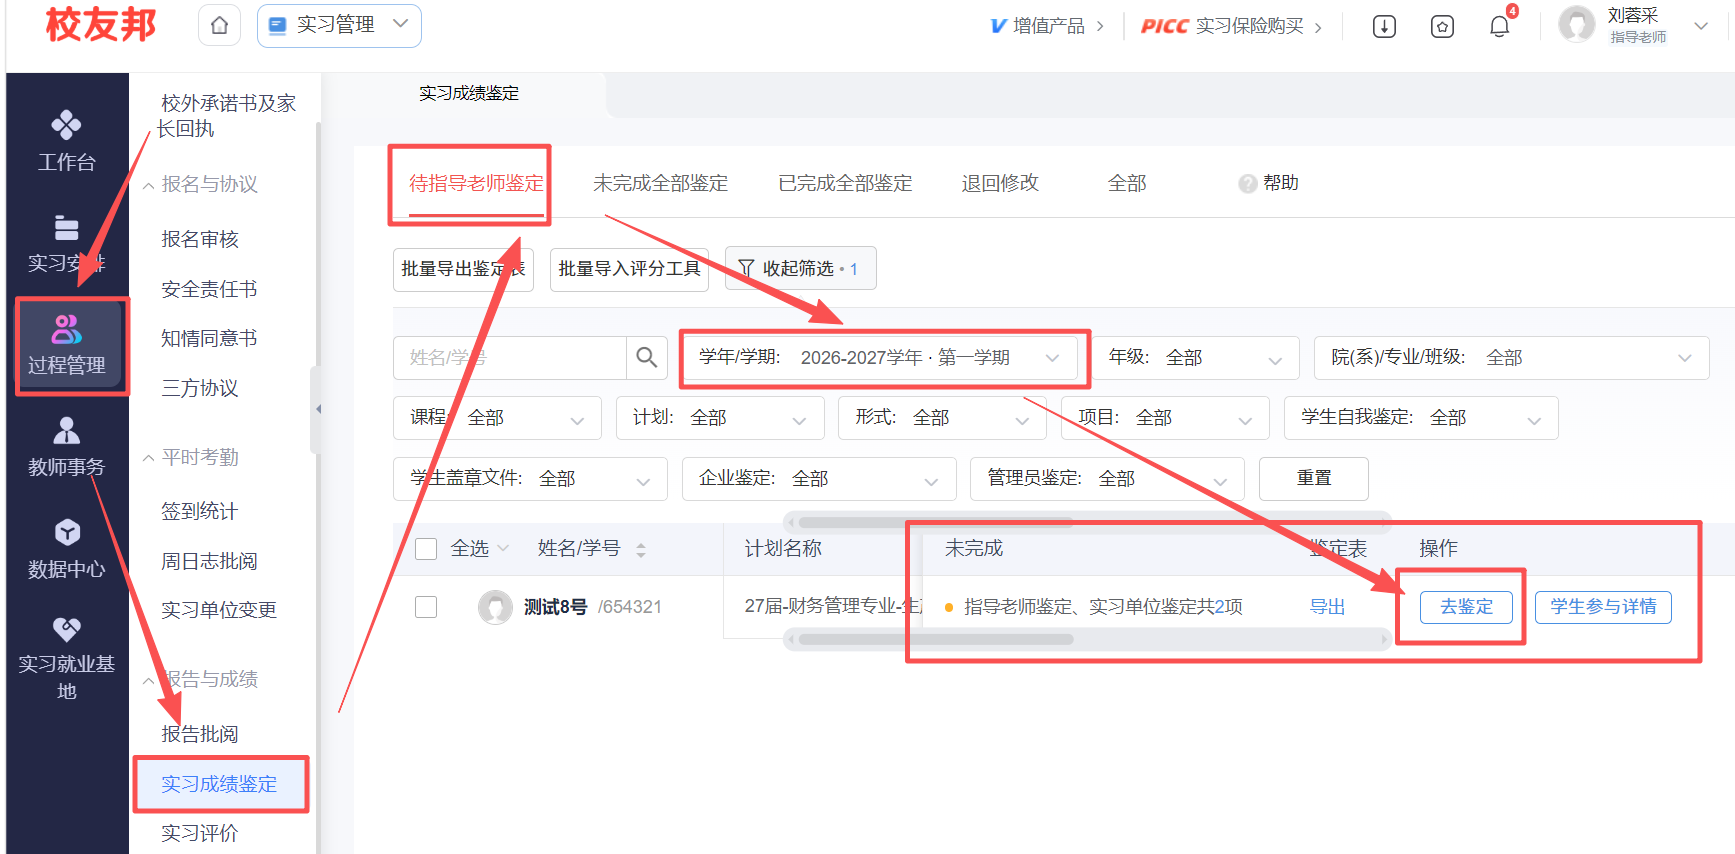 校友邦
实习管理
增值产品
PICC 实习保险购买
4
刘蓉采
指导老师
工作台
实习安排
过程管理
教师事务
数据中心
实习就业基
地
校外承诺书及家
长回执
报名与协议
报名审核
安全责任书
知情同意书
三方协议
平时考勤
签到统计
周日志批阅
实习单位变更
报告与成绩
报告批阅
实习成绩鉴定
实习评价
实习成绩鉴定
待指导老师鉴定 未完成全部鉴定 已完成全部鉴定 退回修改 全部 ? 帮助
批量导出鉴定表 批量导入评分工具 收起筛选 · 1
姓名/学号 学年/学期: 2026-2027学年 · 第一学期 年级: 全部 院(系)/专业/班级: 全部
课程: 全部 计划: 全部 形式: 全部 项目: 全部 学生自我鉴定: 全部
学生盖章文件: 全部 企业鉴定: 全部 管理员鉴定: 全部 重置
全选 姓名/学号 计划名称 未完成 鉴定表 操作
测试8号 /654321 27届-财务管理专业-生 指导老师鉴定、实习单位鉴定共2项 导出 去鉴定 学生参与详情